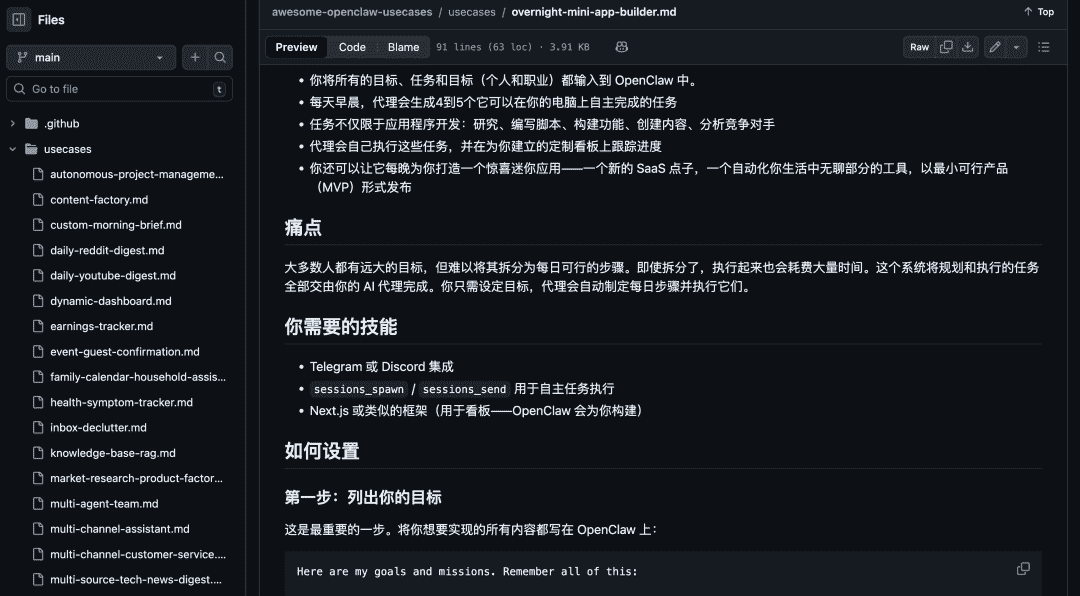 Files
main
Go to file
t
.github
usecases
autonomous-project-manageme...
content-factory.md
custom-morning-brief.md
daily-reddit-digest.md
daily-youtube-digest.md
dynamic-dashboard.md
earnings-tracker.md
event-guest-confirmation.md
family-calendar-household-assis...
health-symptom-tracker.md
inbox-declutter.md
knowledge-base-rag.md
market-research-product-factor...
multi-agent-team.md
multi-channel-assistant.md
multi-channel-customer-service....
multi-source-tech-news-digest....
awesome-openclaw-usecases / usecases / overnight-mini-app-builder.md
Top
Preview Code Blame 91 lines (63 loc) · 3.91 KB
Raw
• 你将所有的目标、任务和目标（个人和职业）都输入到 OpenClaw 中。
• 每天早晨，代理会生成4到5个它可以在你的电脑上自主完成的任务
• 任务不仅限于应用程序开发：研究、编写脚本、构建功能、创建内容、分析竞争对手
• 代理会自己执行这些任务，并在为你建立的定制看板上跟踪进度
• 你还可以让它每晚为你打造一个惊喜迷你应用——一个新的 SaaS 点子，一个自动化你生活中无聊部分的工具，以最小可行产品
（MVP）形式发布
痛点
大多数人都有远大的目标，但难以将其拆分为每日可行的步骤。即使拆分了，执行起来也会耗费大量时间。这个系统将规划和执行的任务
全部交由你的 AI 代理完成。你只需设定目标，代理会自动制定每日步骤并执行它们。
你需要的技能
• Telegram 或 Discord 集成
• sessions_spawn / sessions_send 用于自主任务执行
• Next.js 或类似的框架（用于看板——OpenClaw 会为你构建）
如何设置
第一步：列出你的目标
这是最重要的一步。将你想要实现的所有内容都写在 OpenClaw 上：
Here are my goals and missions. Remember all of this: